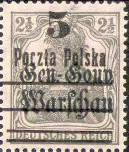 5
2½ 2½
Poczta Polska
Gen.-Gouv.
Warschau
DEUTSCHES REICH